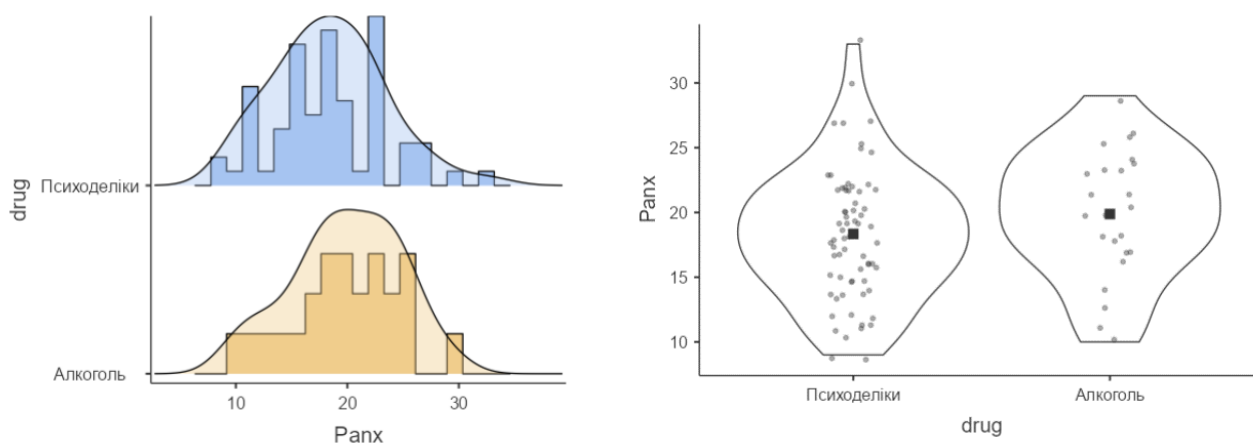 drug
Психоделіки
Алкоголь
10 20 30
Panx
Panx
30
25
20
15
10
Психоделіки Алкоголь
drug